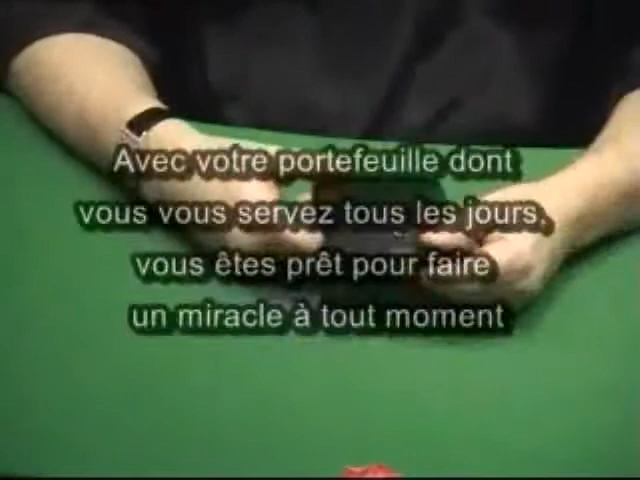 Avec votre portefeuille dont
vous vous servez tous les jours,
vous êtes prêt pour faire
un miracle à tout moment